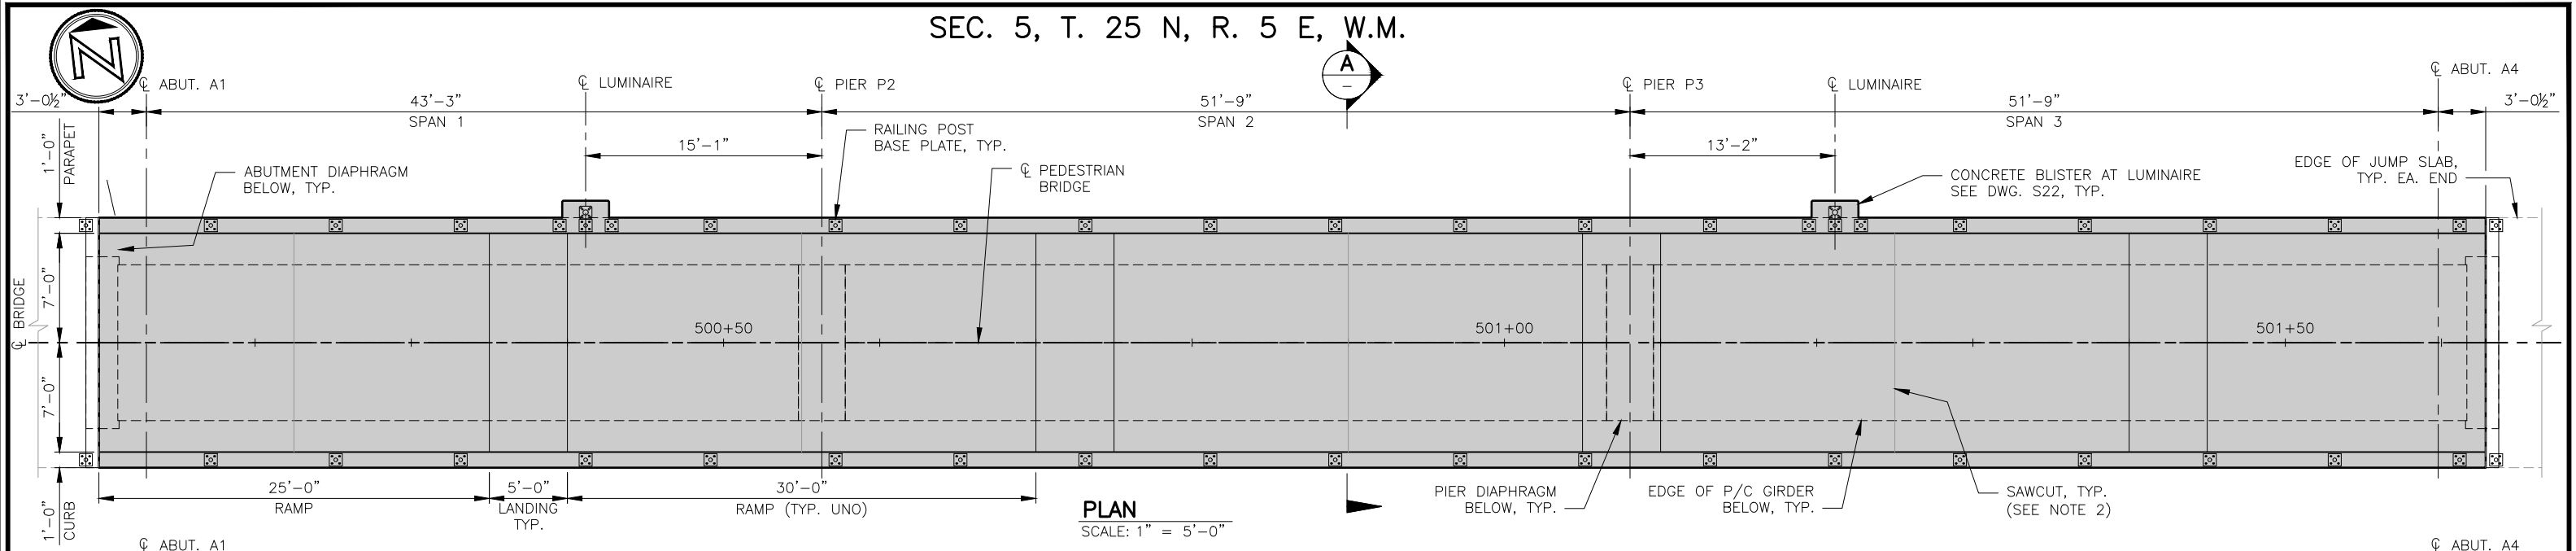 SEC. 5, T. 25 N, R. 5 E, W.M.
N
℄ ABUT. A1
℄ LUMINAIRE
℄ PIER P2
A
–
℄ PIER P3
℄ LUMINAIRE
℄ ABUT. A4
3'-0½"
43'-3"
SPAN 1
51'-9"
SPAN 2
51'-9"
SPAN 3
3'-0½"
15'-1"
13'-2"
1'-0"
PARAPET
ABUTMENT DIAPHRAGM
BELOW, TYP.
RAILING POST
BASE PLATE, TYP.
℄ PEDESTRIAN
BRIDGE
CONCRETE BLISTER AT LUMINAIRE
SEE DWG. S22, TYP.
EDGE OF JUMP SLAB,
TYP. EA. END
℄ BRIDGE
7'-0"
7'-0"
500+50
501+00
501+50
1'-0"
CURB
25'-0"
RAMP
5'-0"
LANDING
TYP.
30'-0"
RAMP (TYP. UNO)
PLAN
SCALE: 1" = 5'-0"
PIER DIAPHRAGM
BELOW, TYP.
EDGE OF P/C GIRDER
BELOW, TYP.
SAWCUT, TYP.
(SEE NOTE 2)
℄ ABUT. A1
℄ ABUT. A4